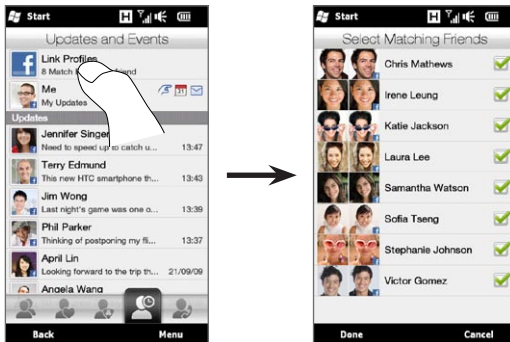 Start H
Updates and Events
Link Profiles
8 Match
Me
My Updates
31
Updates
Jennifer Singer
Need to speed up to catch u... 13:47
Terry Edmund
This new HTC smartphone th... 13:43
Jim Wong
Last night's game was one o... 13:39
Phil Parker
Thinking of postponing my fli... 13:37
April Lin
Looking forward to the trip th... 21/09/09
Angela Wang
Back Menu
Start H
Select Matching Friends
Chris Mathews
Irene Leung
Katie Jackson
Laura Lee
Samantha Watson
Sofia Tseng
Stephanie Johnson
Victor Gomez
Done Cancel